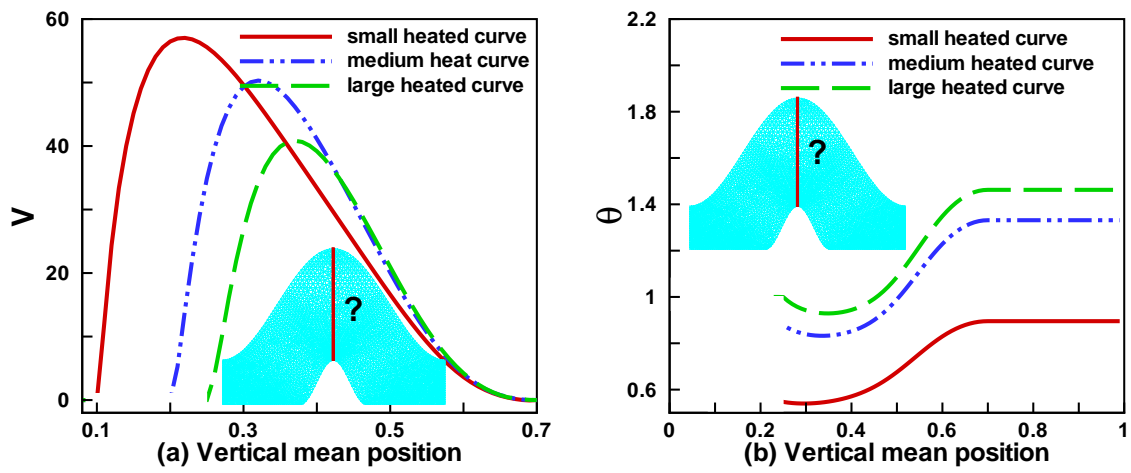 60
40
20
0
V
small heated curve
medium heat curve
large heated curve
?
0.1
0.3
0.5
0.7
(a) Vertical mean position
2.2
1.8
1.4
1
0.6
θ
small heated curve
medium heated curve
large heated curve
?
0
0.2
0.4
0.6
0.8
1
(b) Vertical mean position